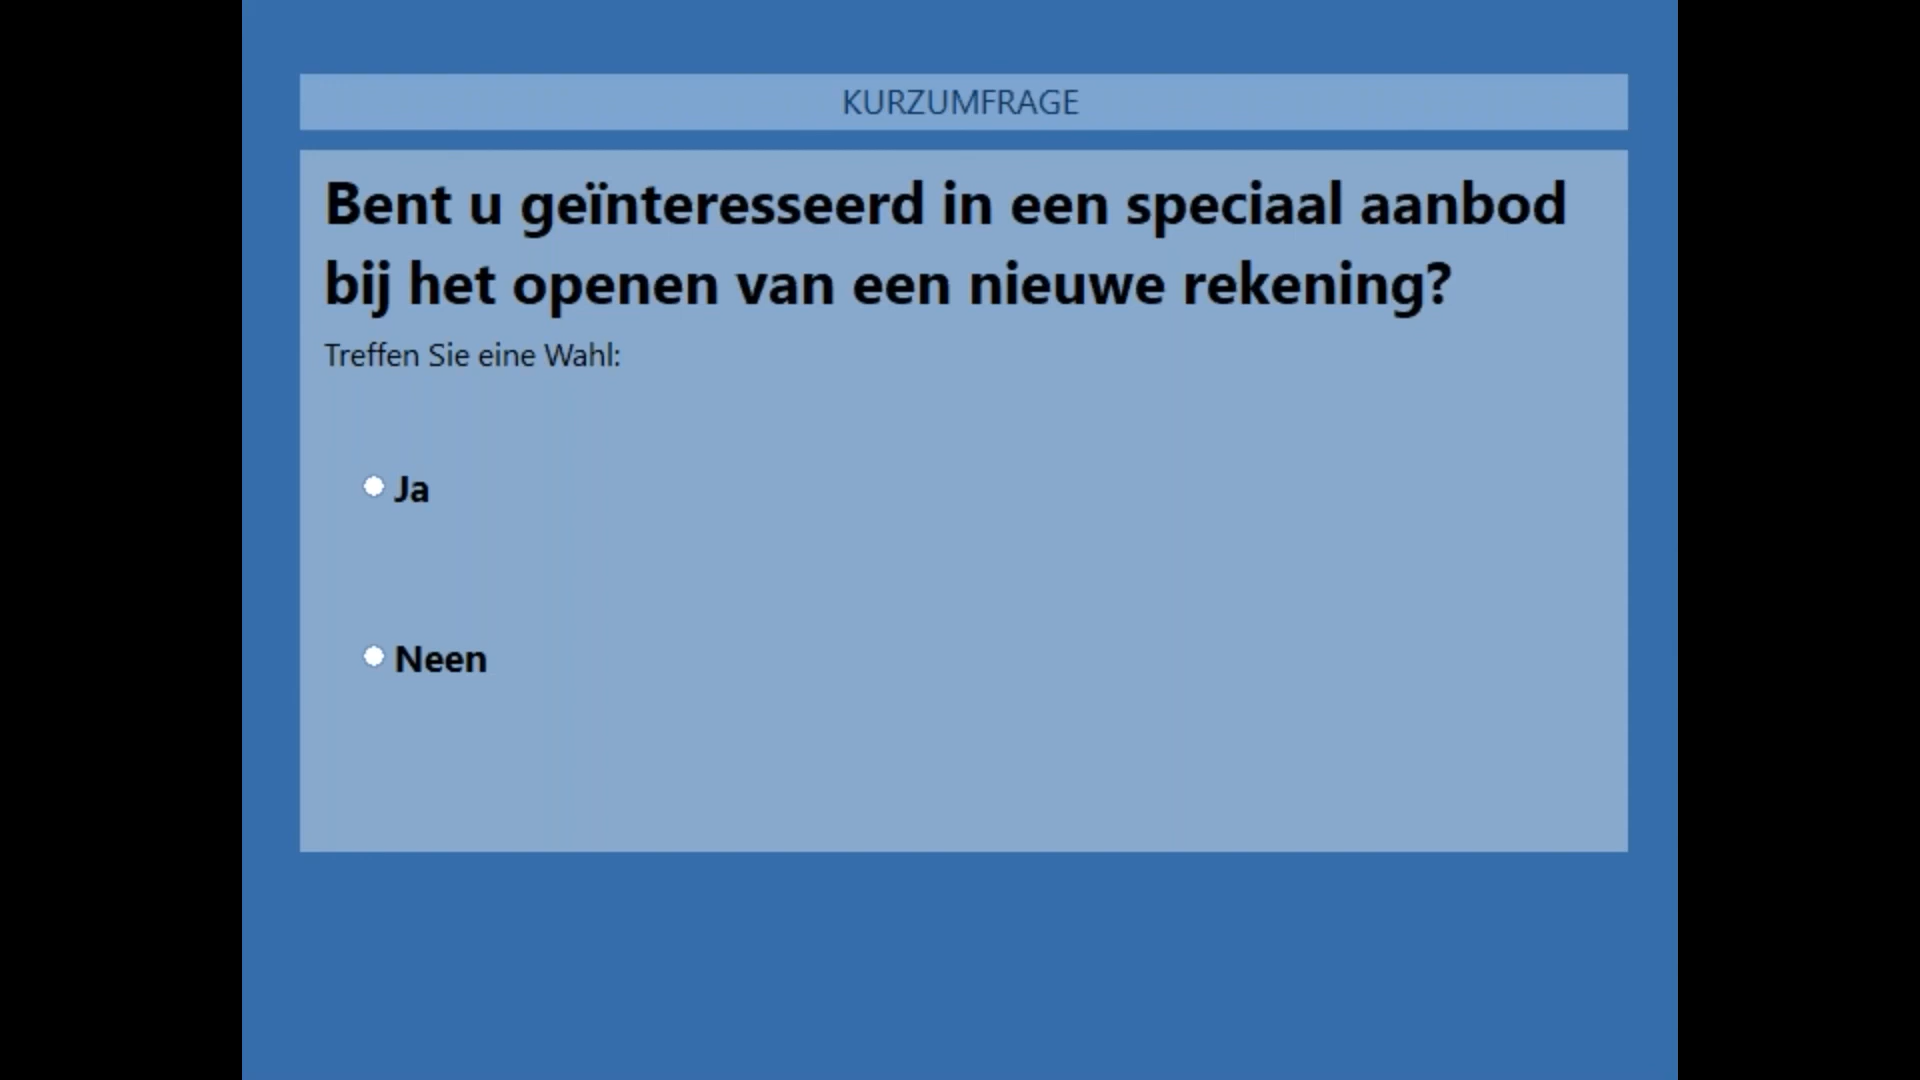 KURZUMFRAGE
Bent u geïnteresseerd in een speciaal aanbod
bij het openen van een nieuwe rekening?
Treffen Sie eine Wahl:
Ja
Neen